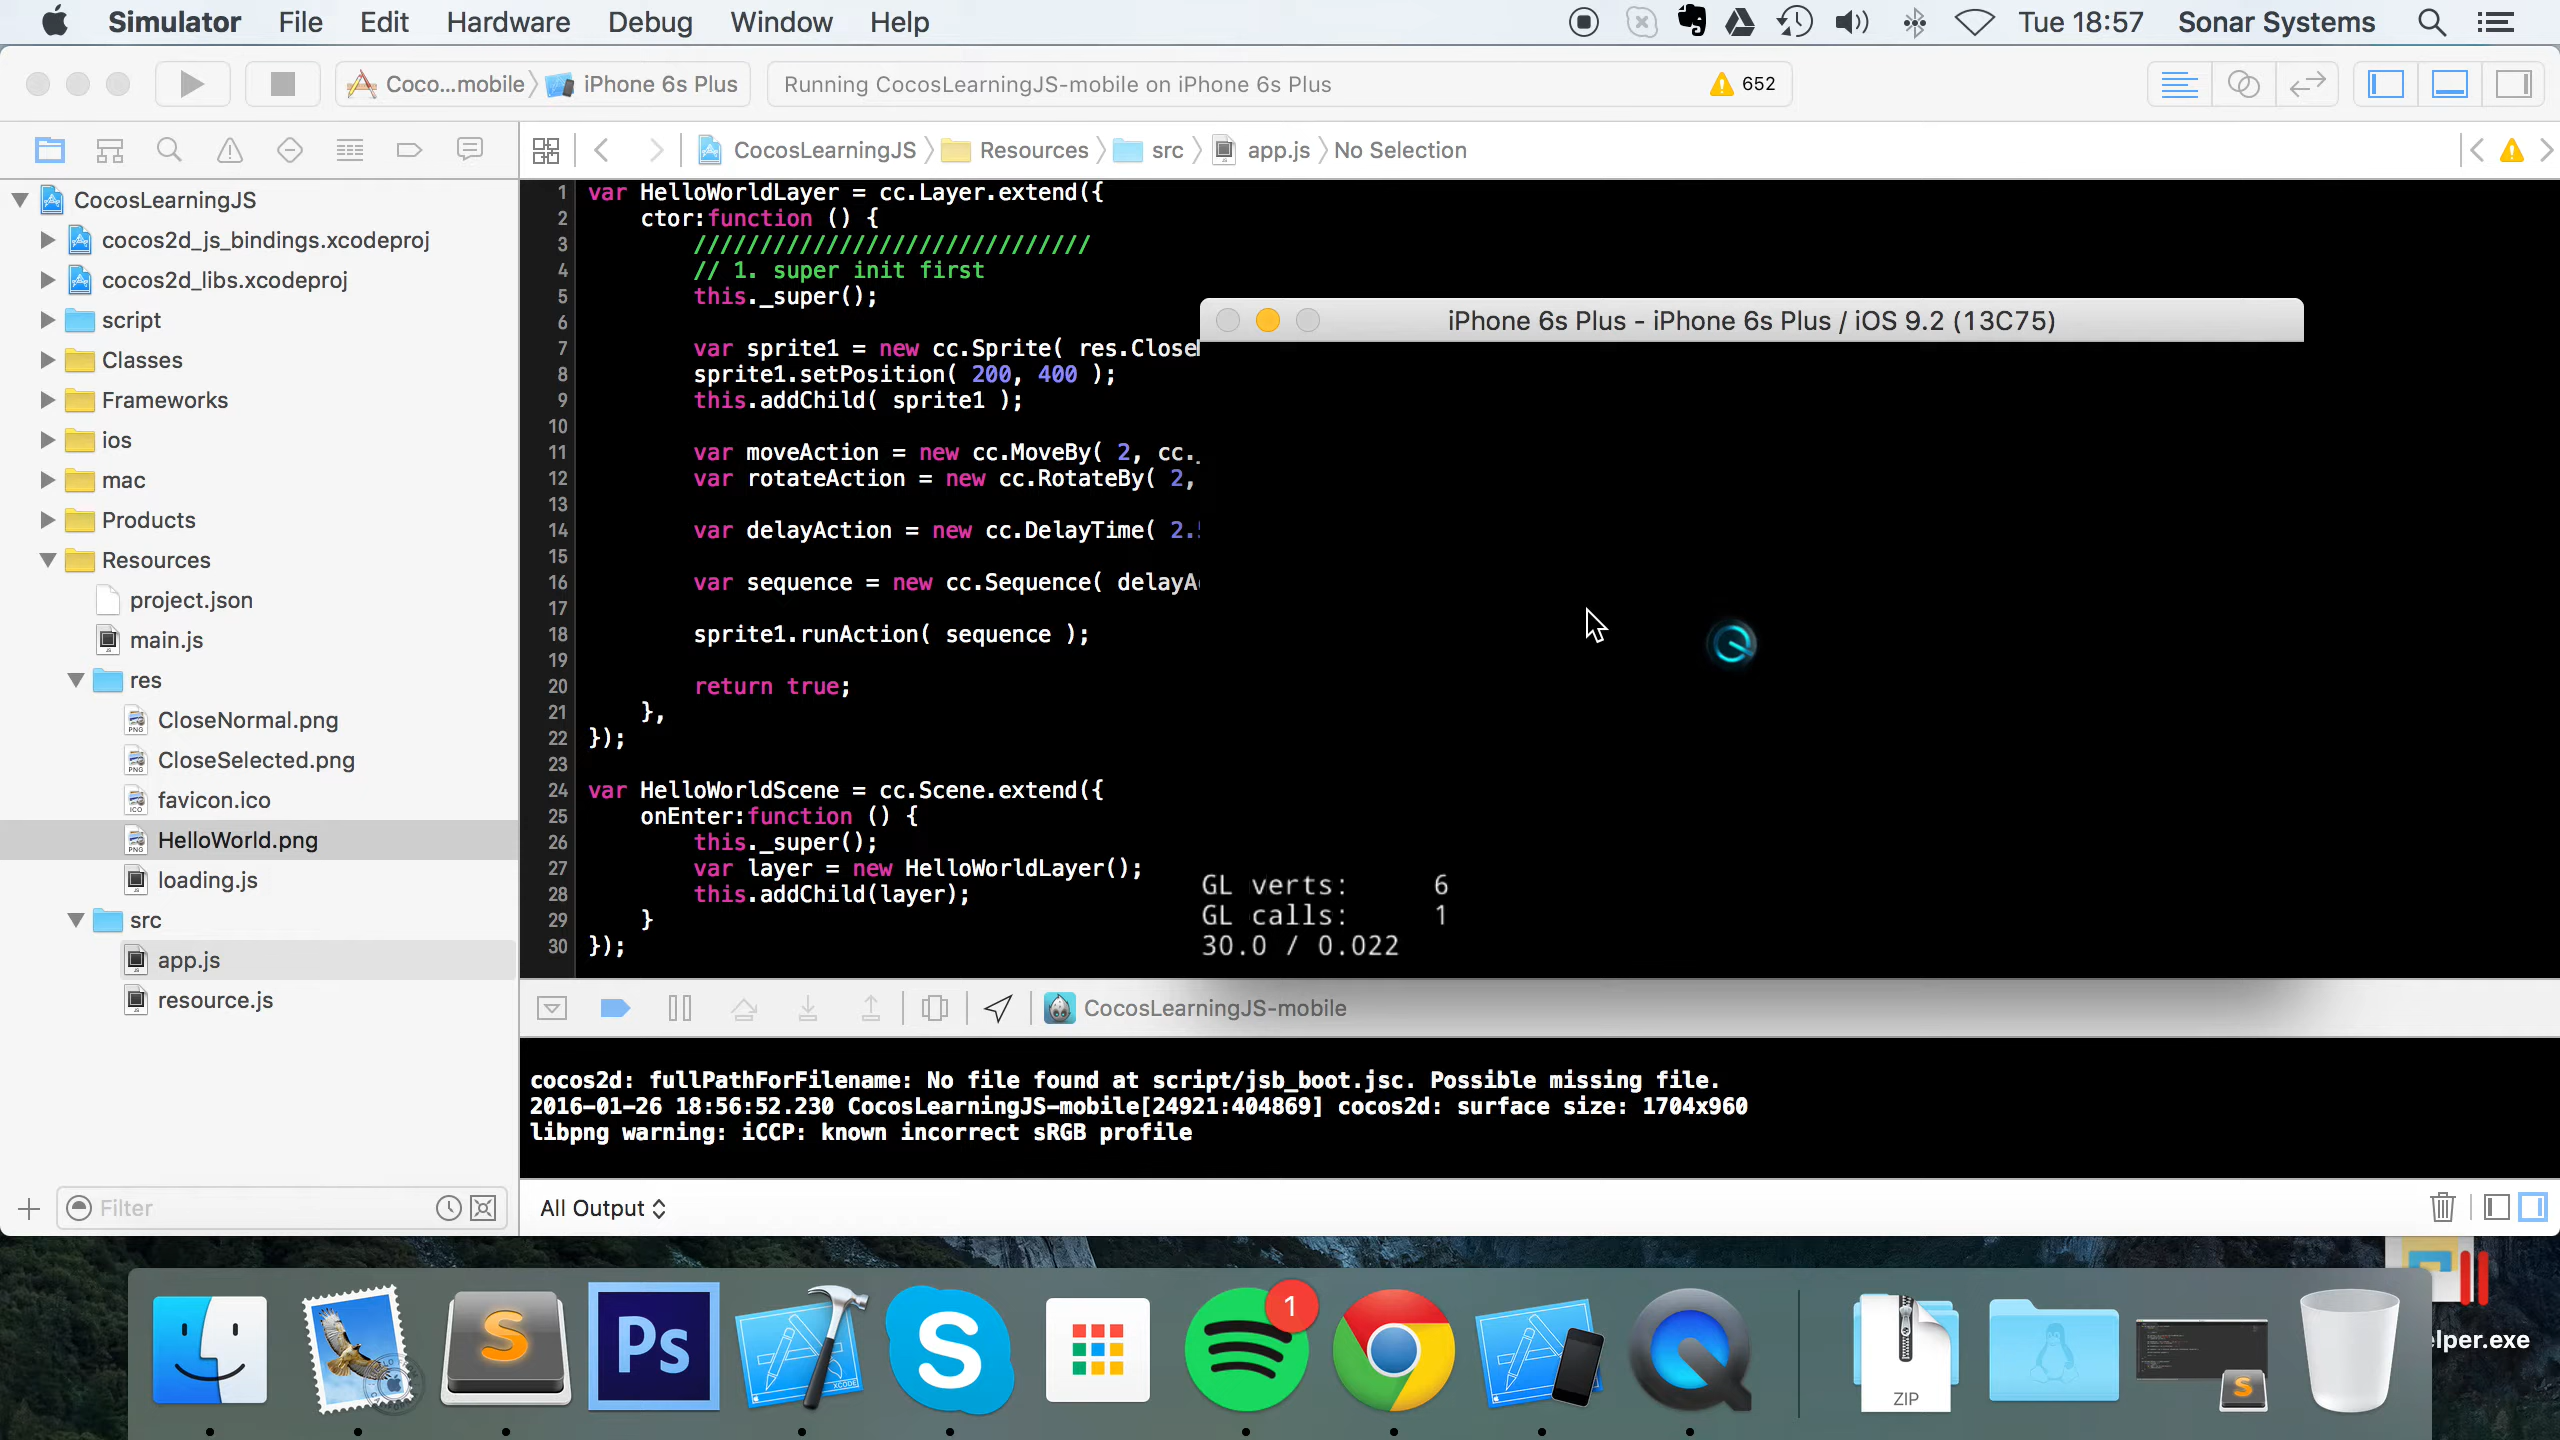 Simulator File Edit Hardware Debug Window Help Tue 18:57 Sonar Systems
Coco...mobile iPhone 6s Plus Running CocosLearningJS-mobile on iPhone 6s Plus 652
CocosLearningJS Resources src app.js No Selection
CocosLearningJS
cocos2d_js_bindings.xcodeproj
cocos2d_libs.xcodeproj
script
Classes
Frameworks
ios
mac
Products
Resources
project.json
main.js
res
CloseNormal.png
CloseSelected.png
favicon.ico
HelloWorld.png
loading.js
src
app.js
resource.js
Filter
1 var HelloWorldLayer = cc.Layer.extend({
2 ctor:function () {
3 //////////////////////////////
4 // 1. super init first
5 this._super();
6
7 var sprite1 = new cc.Sprite( res.Close
8 sprite1.setPosition( 200, 400 );
9 this.addChild( sprite1 );
10
11 var moveAction = new cc.MoveBy( 2, cc._
12 var rotateAction = new cc.RotateBy( 2,
13
14 var delayAction = new cc.DelayTime( 2.5
15
16 var sequence = new cc.Sequence( delayA
17
18 sprite1.runAction( sequence );
19
20 return true;
21 },
22 });
23
24 var HelloWorldScene = cc.Scene.extend({
25 onEnter:function () {
26 this._super();
27 var layer = new HelloWorldLayer();
28 this.addChild(layer);
29 }
30 });
iPhone 6s Plus - iPhone 6s Plus / iOS 9.2 (13C75)
GL verts: 6
GL calls: 1
30.0 / 0.022
CocosLearningJS-mobile
cocos2d: fullPathForFilename: No file found at script/jsb_boot.jsc. Possible missing file.
2016-01-26 18:56:52.230 CocosLearningJS-mobile[24921:404869] cocos2d: surface size: 1704x960
libpng warning: iCCP: known incorrect sRGB profile
All Output
Ps
XCODE
S
1
ZIP
S
elper.exe